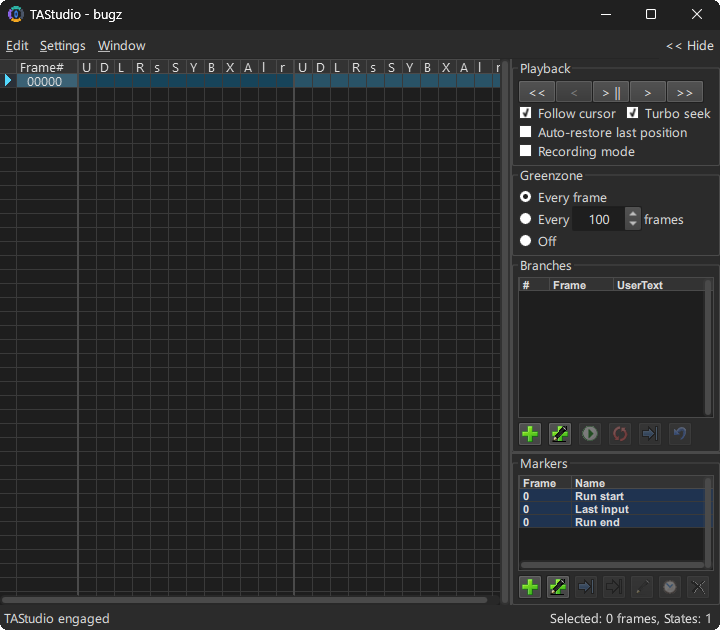 TAStudio - bugz
Edit Settings Window << Hide
Frame# U D L R s S Y B X A l r U D L R s S Y B X A l r
00000
Playback
<< < > || > >>
Follow cursor Turbo seek
Auto-restore last position
Recording mode
Greenzone
Every frame
Every 100 frames
Off
Branches
# Frame UserText
Markers
Frame Name
0 Run start
0 Last input
0 Run end
TAStudio engaged Selected: 0 frames, States: 1